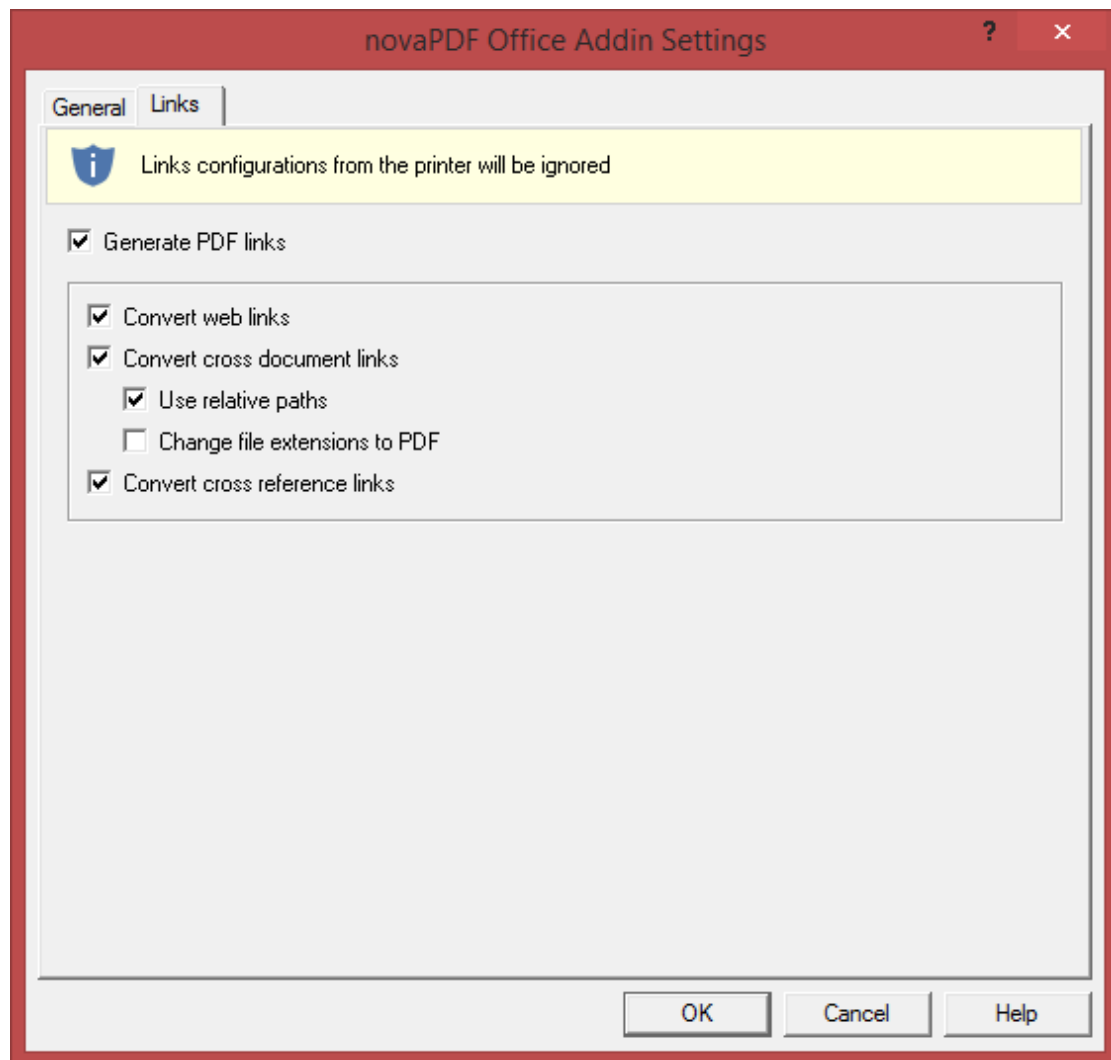 novaPDF Office Addin Settings
?
General Links
Links configurations from the printer will be ignored
Generate PDF links
Convert web links
Convert cross document links
Use relative paths
Change file extensions to PDF
Convert cross reference links
OK Cancel Help